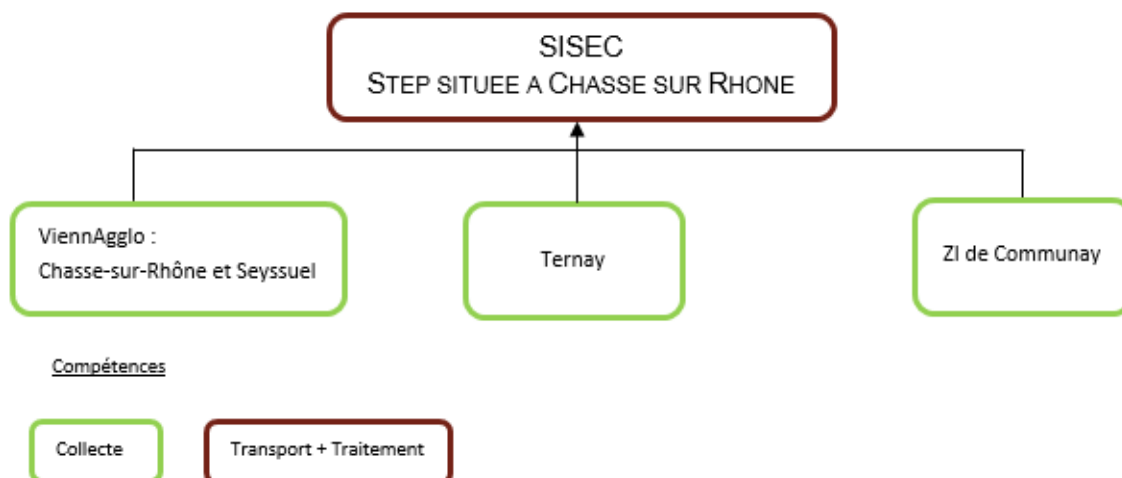 SISEC
STEP SITUEE A CHASSE SUR RHONE
ViennAgglo :
Chasse-sur-Rhône et Seyssuel
Ternay
ZI de Communay
Compétences
Collecte
Transport + Traitement